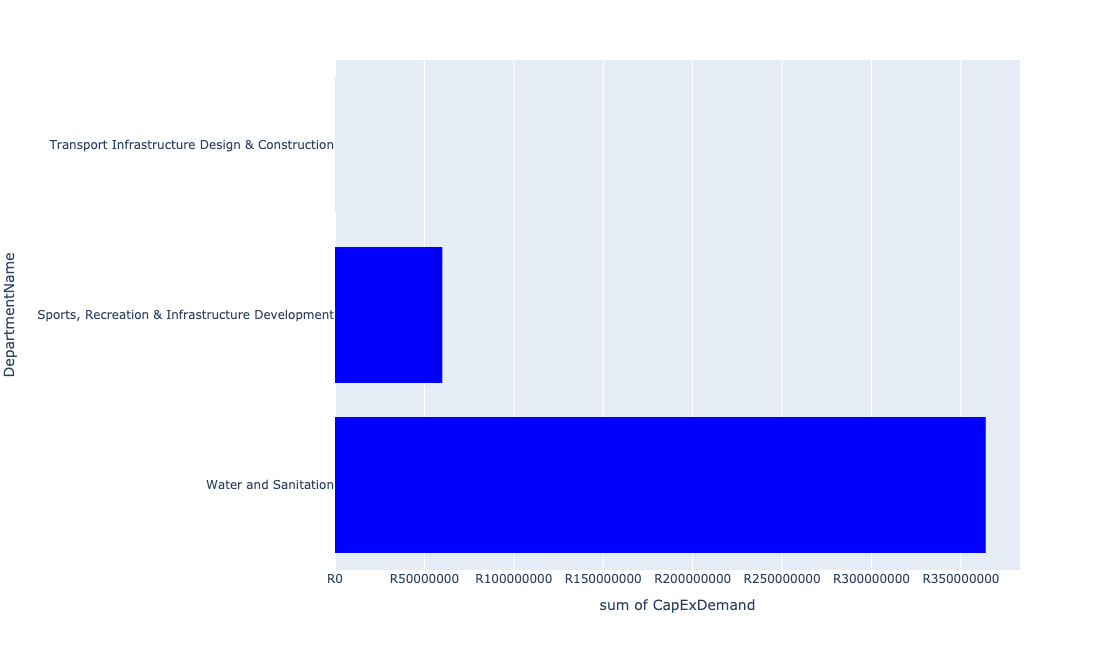 Transport Infrastructure Design & Construction
Sports, Recreation & Infrastructure Development
Water and Sanitation
DepartmentName
R0 R50000000 R100000000 R150000000 R200000000 R250000000 R300000000 R350000000
sum of CapExDemand